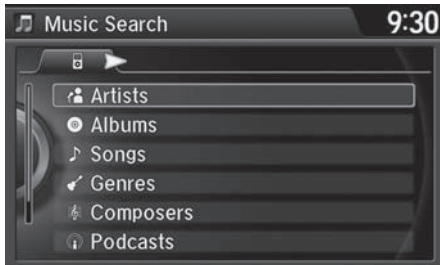 Music Search
9:30
Artists
Albums
Songs
Genres
Composers
Podcasts